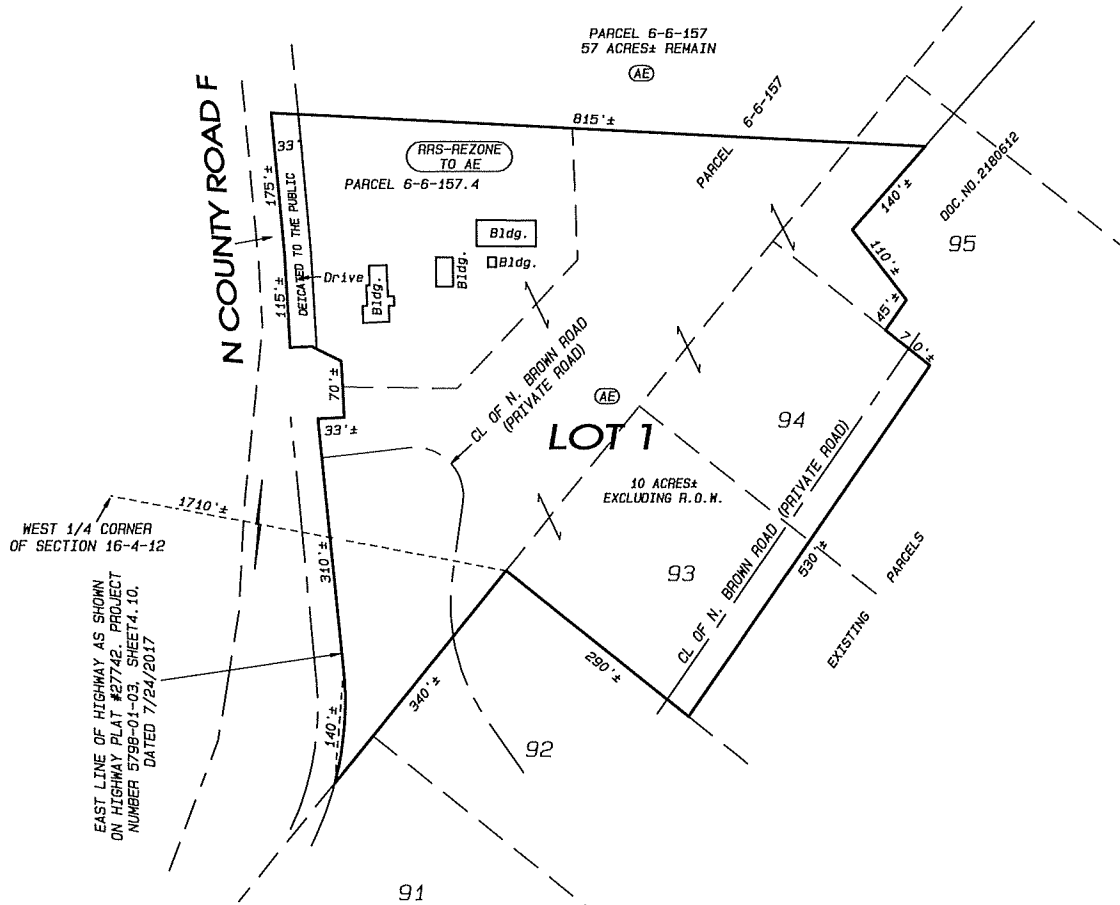 PARCEL 6-6-157
57 ACRES± REMAIN
AE
N COUNTY ROAD F
815'±
6-6-157
PARCEL
33'
RRS-REZONE
TO AE
PARCEL 6-6-157.4
175'±
DEICATED TO THE PUBLIC
140'±
DOC.NO.2180612
95
Bldg.
Bldg.
Bldg.
Bldg.
Drive
115'±
110'±
45'±
70'±
70'±
33'±
CL OF N. BROWN ROAD
(PRIVATE ROAD)
AE
LOT 1
94
10 ACRES±
EXCLUDING R.O.W.
1710'±
WEST 1/4 CORNER
OF SECTION 16-4-12
310'±
93
CL OF N. BROWN ROAD (PRIVATE ROAD)
530'±
EXISTING PARCELS
EAST LINE OF HIGHWAY AS SHOWN
ON HIGHWAY PLAT #27742. PROJECT
NUMBER 5798-01-03, SHEET4.10,
DATED 7/24/2017
290'±
340'±
140'±
92
91